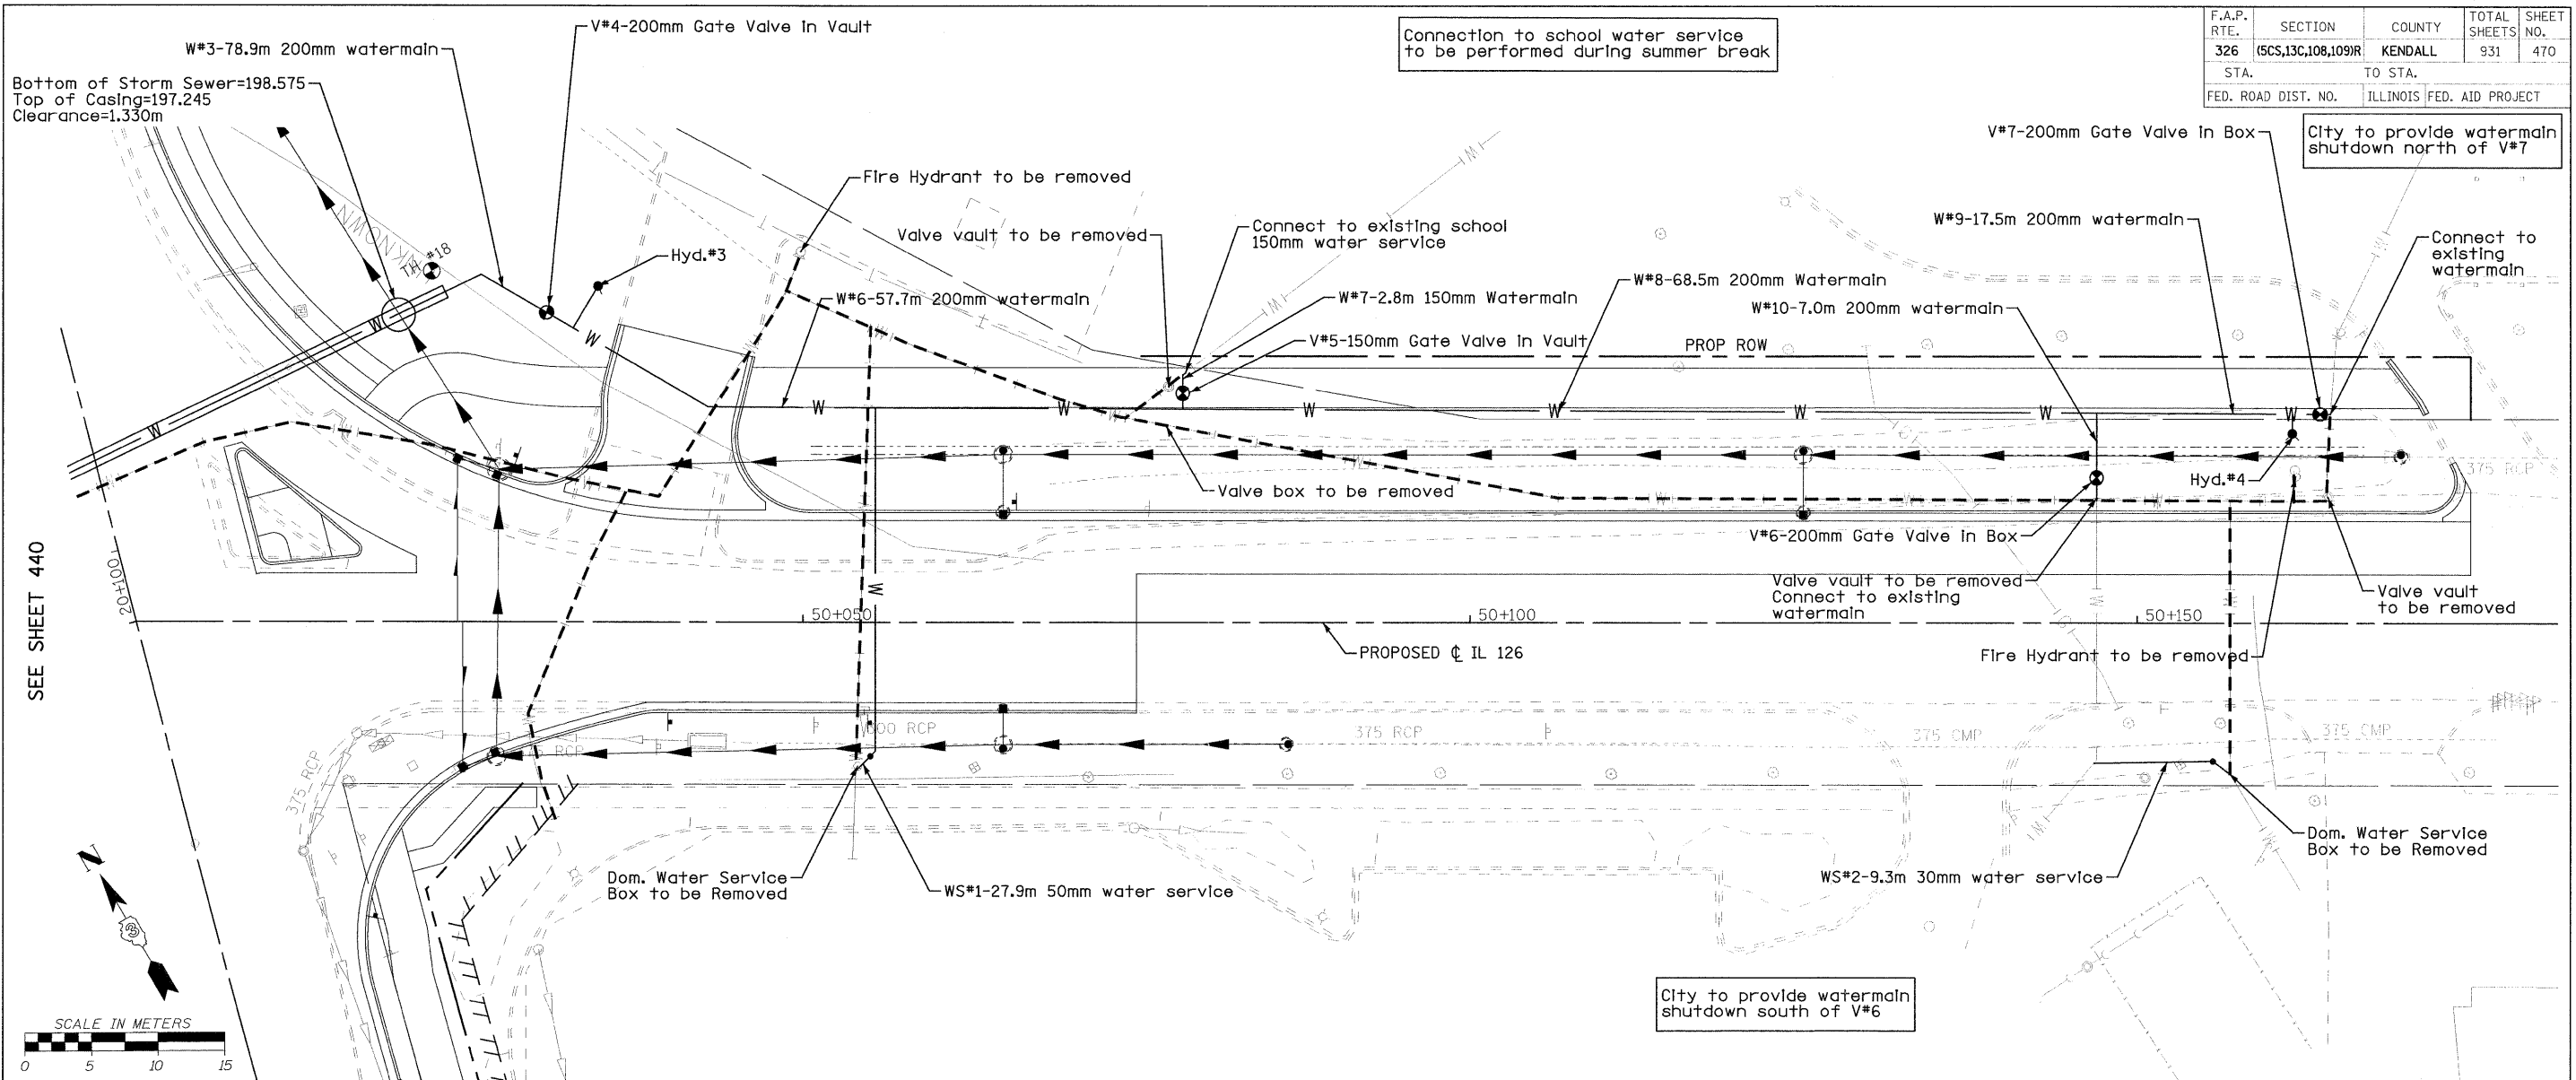 V#4-200mm Gate Valve in Vault
W#3-78.9m 200mm watermain
Bottom of Storm Sewer=198.575
Top of Casing=197.245
Clearance=1.330m
Connection to school water service
to be performed during summer break
F.A.P. RTE. SECTION COUNTY TOTAL SHEETS SHEET NO.
326 (5CS,13C,108,109)R KENDALL 931 470
STA. TO STA.
FED. ROAD DIST. NO. ILLINOIS FED. AID PROJECT
V#7-200mm Gate Valve in Box
City to provide watermain
shutdown north of V#7
Fire Hydrant to be removed
Valve vault to be removed
Connect to existing school
150mm water service
W#9-17.5m 200mm watermain
Connect to
existing
watermain
TH #18
Hyd.#3
W#6-57.7m 200mm watermain
W#7-2.8m 150mm Watermain
W#8-68.5m 200mm Watermain
W#10-7.0m 200mm watermain
V#5-150mm Gate Valve in Vault
PROP ROW
W
W
W
W W W W W W W
W
375 RCP
Valve box to be removed
Hyd.#4
V#6-200mm Gate Valve in Box
SEE SHEET 440
20+100
Valve vault to be removed
Connect to existing
watermain
Valve vault
to be removed
50+050
50+100
50+150
PROPOSED ℄ IL 126
Fire Hydrant to be removed
375 RCP
RCP
RCP
375 RCP
375 CMP
375 CMP
N
3
Dom. Water Service
Box to be Removed
WS#1-27.9m 50mm water service
WS#2-9.3m 30mm water service
Dom. Water Service
Box to be Removed
City to provide watermain
shutdown south of V#6
SCALE IN METERS
0 5 10 15